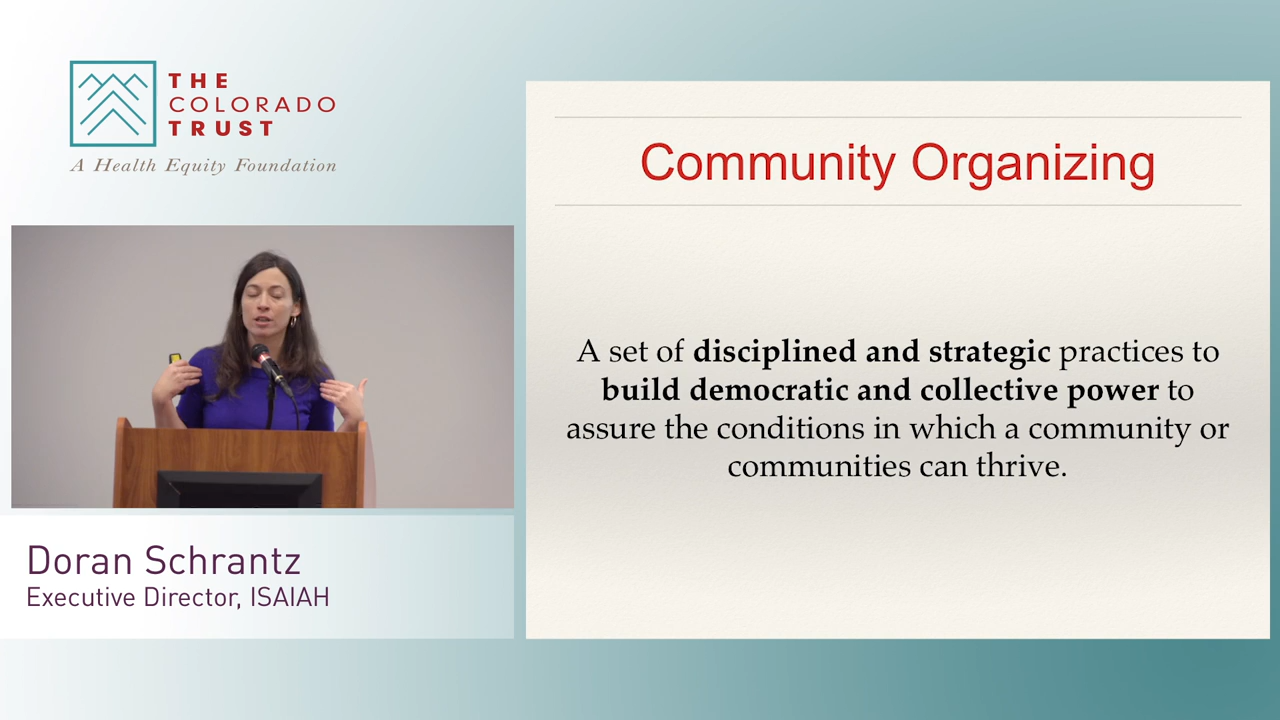 THE
COLORADO
TRUST
A Health Equity Foundation
Community Organizing
A set of disciplined and strategic practices to
build democratic and collective power to
assure the conditions in which a community or
communities can thrive.
Doran Schrantz
Executive Director, ISAIAH